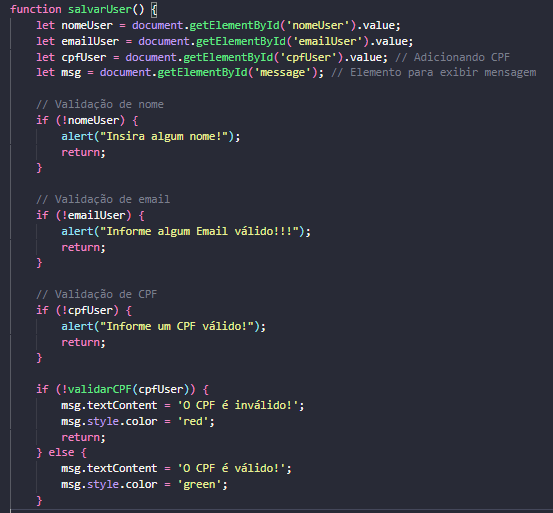 function salvarUser() {
let nomeUser = document.getElementById('nomeUser').value;
let emailUser = document.getElementById('emailUser').value;
let cpfUser = document.getElementById('cpfUser').value; // Adicionando CPF
let msg = document.getElementById('message'); // Elemento para exibir mensagem
// Validação de nome
if (!nomeUser) {
alert("Insira algum nome!");
return;
}
// Validação de email
if (!emailUser) {
alert("Informe algum Email válido!!!");
return;
}
// Validação de CPF
if (!cpfUser) {
alert("Informe um CPF válido!");
return;
}
if (!validarCPF(cpfUser)) {
msg.textContent = 'O CPF é inválido!';
msg.style.color = 'red';
return;
} else {
msg.textContent = 'O CPF é válido!';
msg.style.color = 'green';
}